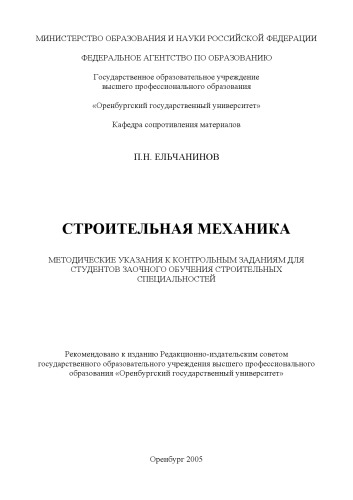 МИНИСТЕРСТВО ОБРАЗОВАНИЯ И НАУКИ РОССИЙСКОЙ ФЕДЕРАЦИИ
ФЕДЕРАЛЬНОЕ АГЕНТСТВО ПО ОБРАЗОВАНИЮ
Государственное образовательное учреждение
высшего профессионального образования
«Оренбургский государственный университет»
Кафедра сопротивления материалов
П.Н. ЕЛЬЧАНИНОВ
СТРОИТЕЛЬНАЯ МЕХАНИКА
МЕТОДИЧЕСКИЕ УКАЗАНИЯ К КОНТРОЛЬНЫМ ЗАДАНИЯМ ДЛЯ
СТУДЕНТОВ ЗАОЧНОГО ОБУЧЕНИЯ СТРОИТЕЛЬНЫХ
СПЕЦИАЛЬНОСТЕЙ
Рекомендовано к изданию Редакционно-издательским советом
государственного образовательного учреждения высшего профессионального
образования «Оренбургский государственный университет»
Оренбург 2005